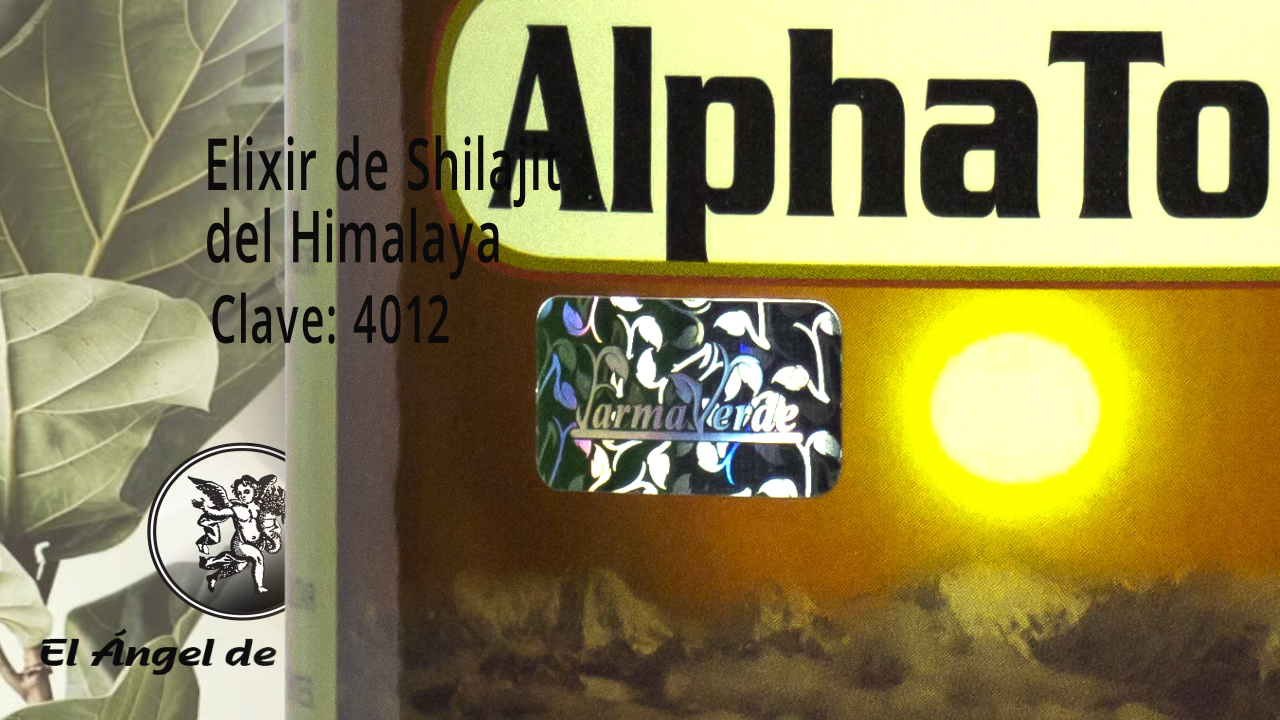 AlphaTo
Elixir de Shilajit
del Himalaya
Clave: 4012
FarmaVerde
El Ángel de